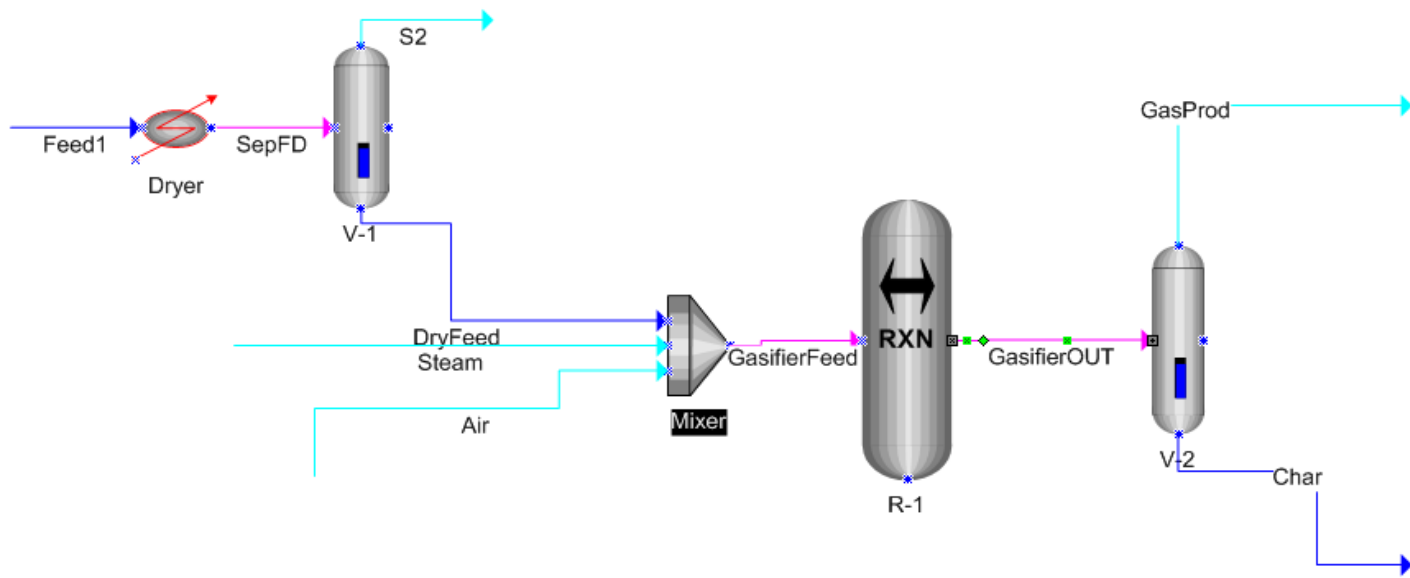 S2
Feed1
SepFD
Dryer
V-1
GasProd
DryFeed
Steam
GasifierFeed
RXN
GasifierOUT
Air
Mixer
V-2
Char
R-1